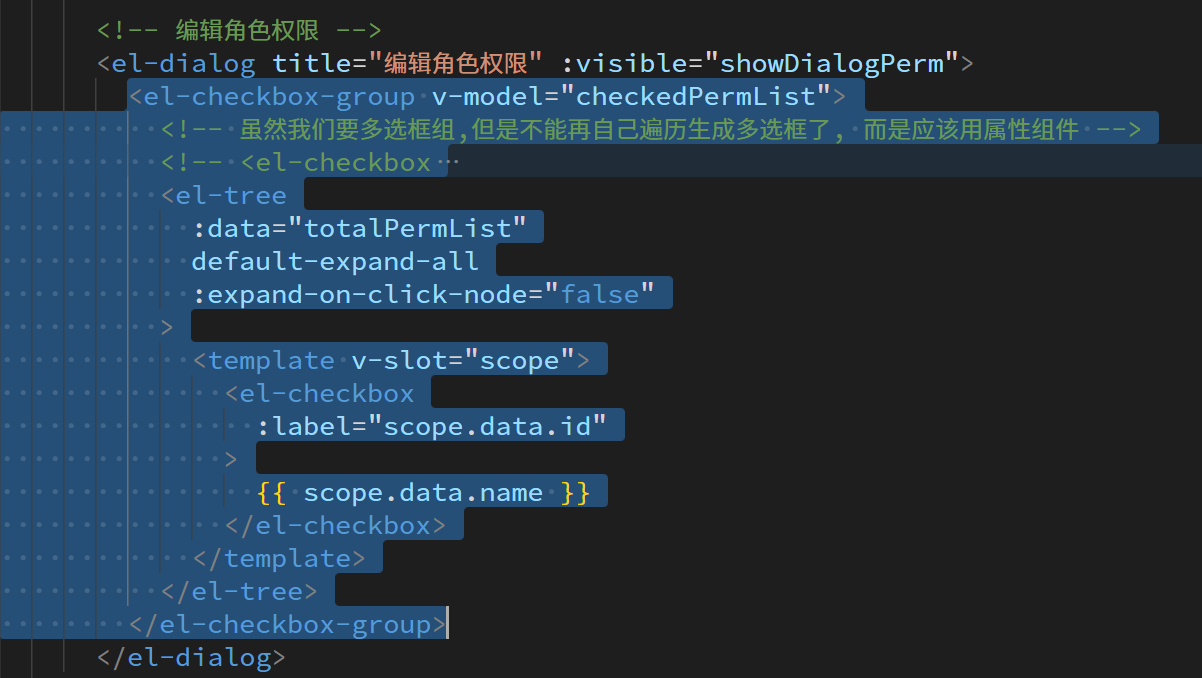 <!-- 编辑角色权限 -->
<el-dialog title="编辑角色权限" :visible="showDialogPerm">
<el-checkbox-group v-model="checkedPermList">
<!-- 虽然我们要多选框组,但是不能再自己遍历生成多选框了, 而是应该用属性组件 -->
<!-- <el-checkbox ···
<el-tree
:data="totalPermList"
default-expand-all
:expand-on-click-node="false"
>
<template v-slot="scope">
<el-checkbox
:label="scope.data.id"
>
{{ scope.data.name }}
</el-checkbox>
</template>
</el-tree>
</el-checkbox-group>
</el-dialog>